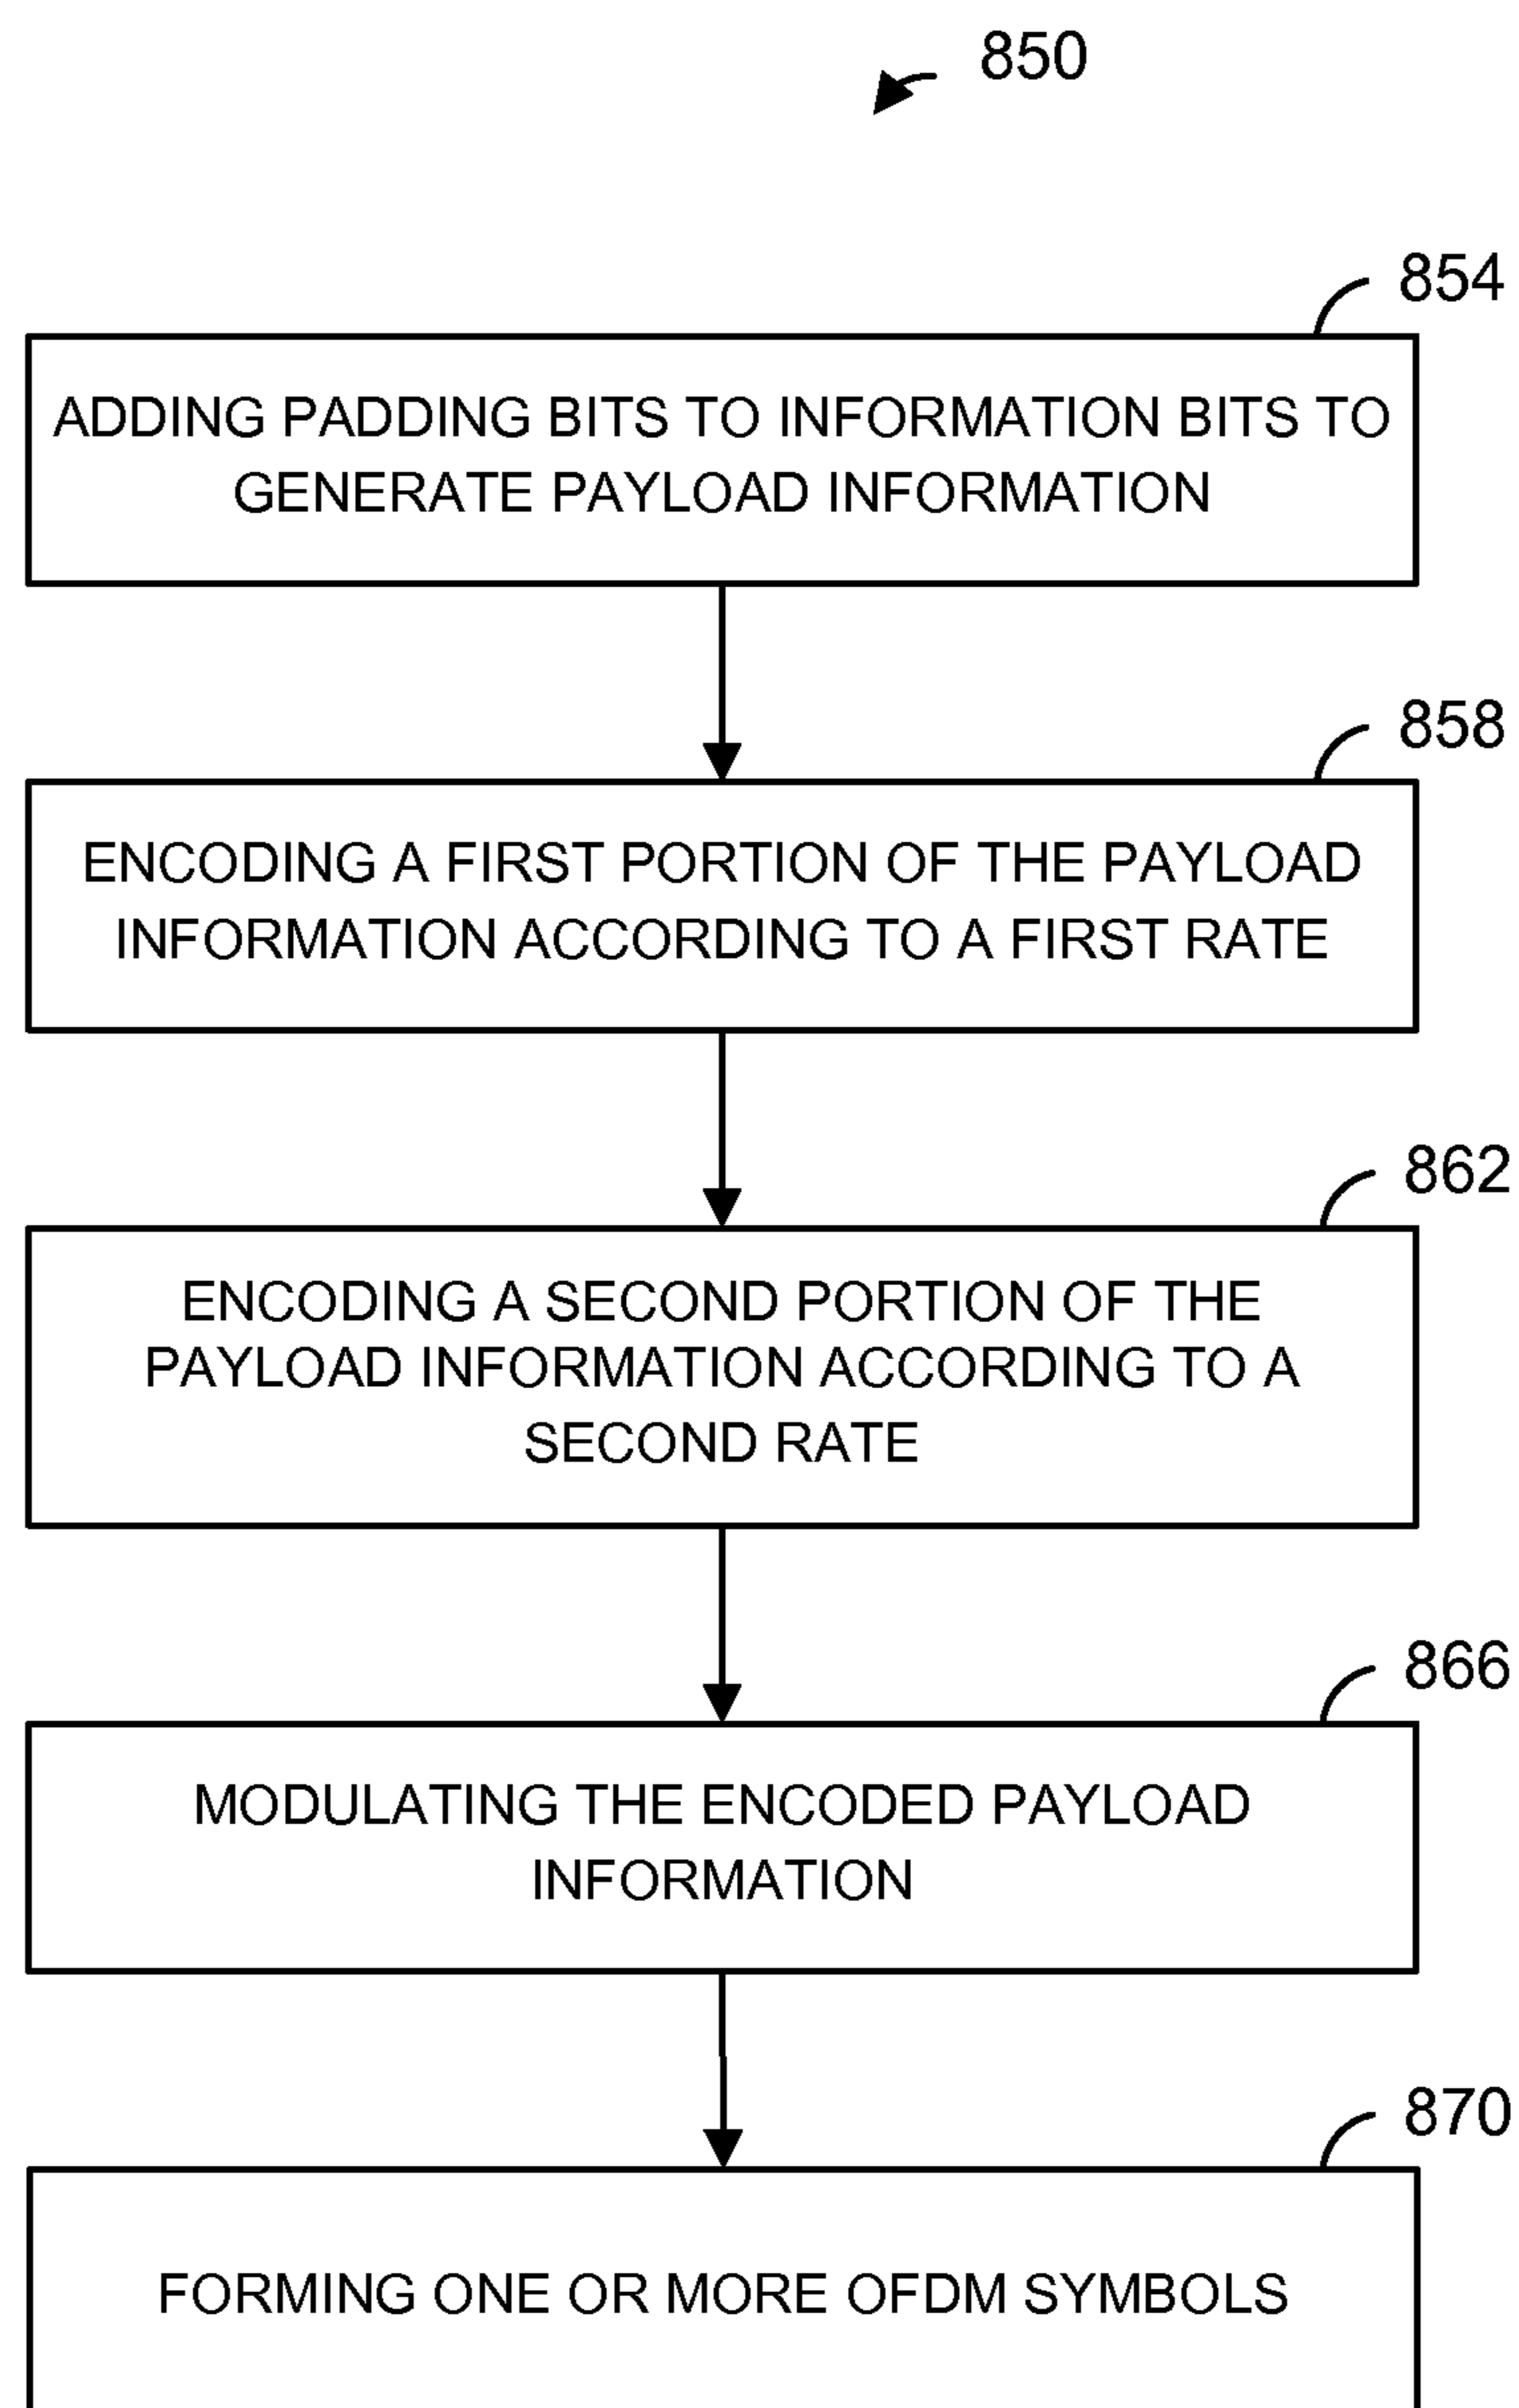 850
854
ADDING PADDING BITS TO INFORMATION BITS TO
GENERATE PAYLOAD INFORMATION
858
ENCODING A FIRST PORTION OF THE PAYLOAD
INFORMATION ACCORDING TO A FIRST RATE
862
ENCODING A SECOND PORTION OF THE
PAYLOAD INFORMATION ACCORDING TO A
SECOND RATE
866
MODULATING THE ENCODED PAYLOAD
INFORMATION
870
FORMING ONE OR MORE OFDM SYMBOLS